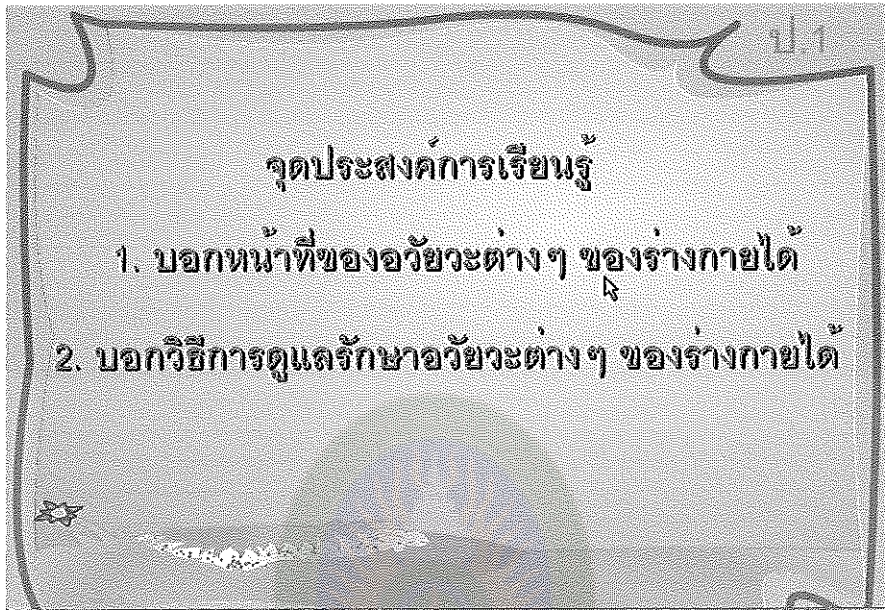 ป.1
จุดประสงค์การเรียนรู้
1. บอกหน้าที่ของอวัยวะต่างๆ ของร่างกายได้
2. บอกวิธีการดูแลรักษาอวัยวะต่างๆ ของร่างกายได้